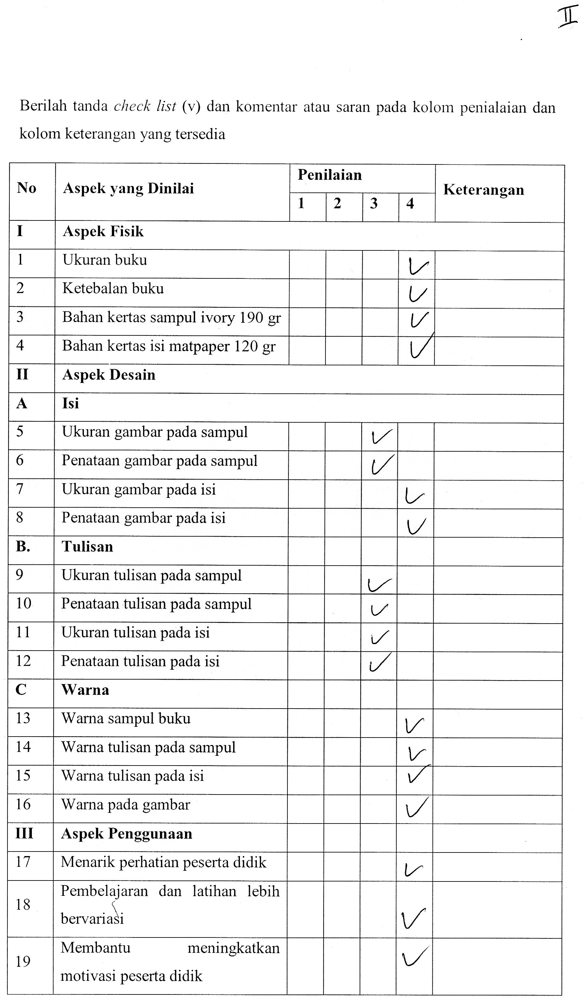 II
Berilah tanda check list (v) dan komentar atau saran pada kolom penialaian dan
kolom keterangan yang tersedia
No Aspek yang Dinilai Penilaian Keterangan
1 2 3 4
I Aspek Fisik
1 Ukuran buku ✓
2 Ketebalan buku ✓
3 Bahan kertas sampul ivory 190 gr ✓
4 Bahan kertas isi matpaper 120 gr ✓
II Aspek Desain
A Isi
5 Ukuran gambar pada sampul ✓
6 Penataan gambar pada sampul ✓
7 Ukuran gambar pada isi ✓
8 Penataan gambar pada isi ✓
B. Tulisan
9 Ukuran tulisan pada sampul ✓
10 Penataan tulisan pada sampul ✓
11 Ukuran tulisan pada isi ✓
12 Penataan tulisan pada isi ✓
C Warna
13 Warna sampul buku ✓
14 Warna tulisan pada sampul ✓
15 Warna tulisan pada isi ✓
16 Warna pada gambar ✓
III Aspek Penggunaan
17 Menarik perhatian peserta didik ✓
18 Pembelajaran dan latihan lebih
bervariasi ✓
19 Membantu meningkatkan
motivasi peserta didik ✓